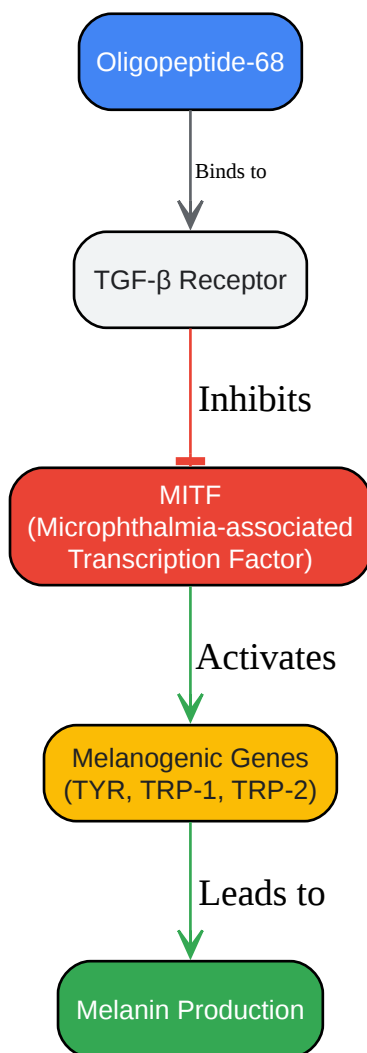 Oligopeptide-68
Binds to
TGF-β Receptor
Inhibits
MITF
(Microphthalmia-associated
Transcription Factor)
Activates
Melanogenic Genes
(TYR, TRP-1, TRP-2)
Leads to
Melanin Production